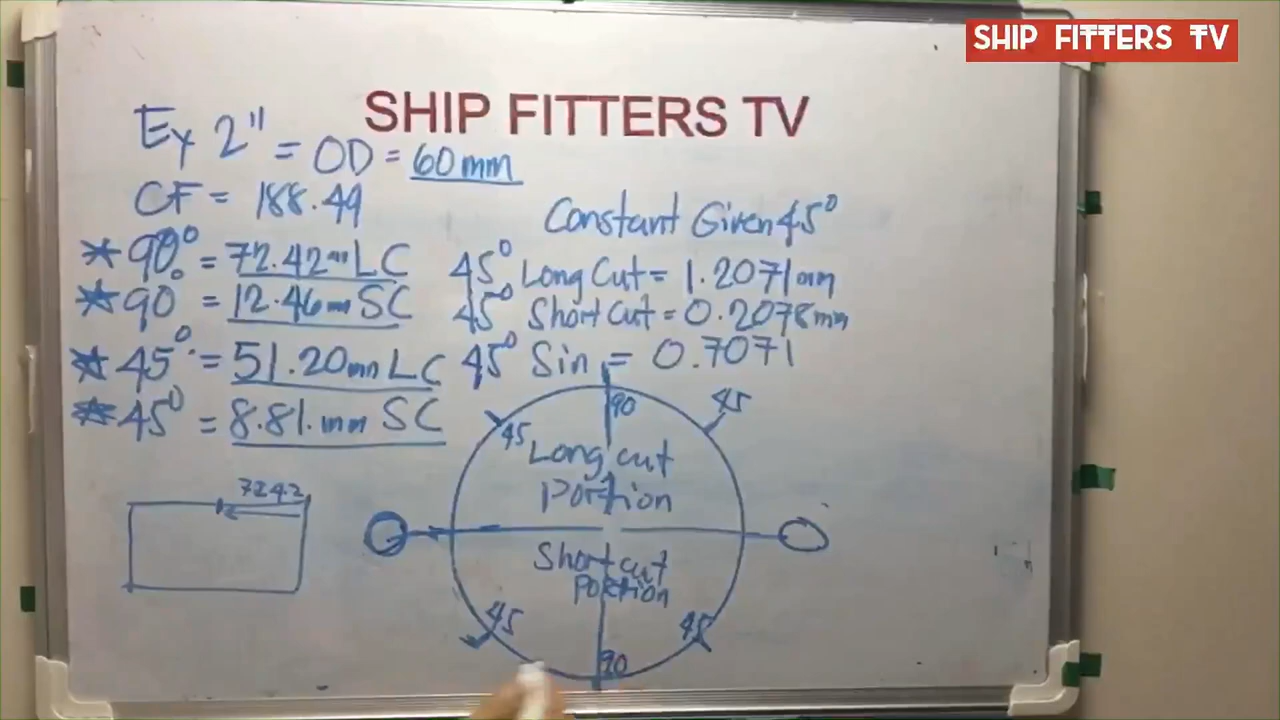 SHIP FITTERS TV
SHIP FITTERS TV
Ex 2" = OD = 60mm
CF = 188.49
Constant Given 45°
90° = 72.42mm LC
90° = 12.46mm SC
45° = 51.20mm LC
45° = 8.81.mm SC
45° Long Cut = 1.2071mm
45° Short Cut = 0.2078mm
45° Sin = 0.7071
90
45
45
Long cut
Portion
72.42
Short cut
Portion
45
45
90